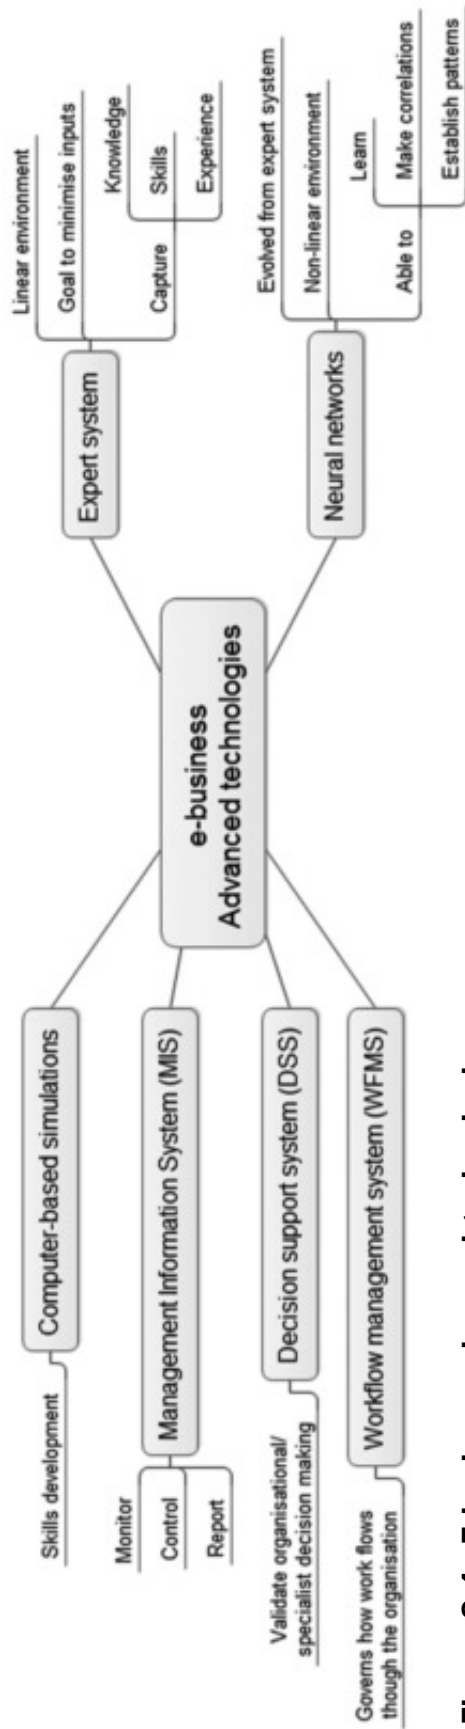 Linear environment
Goal to minimise inputs
Knowledge
Skills
Experience
Capture
Expert system
Evolved from expert system
Non-linear environment
Learn
Make correlations
Establish patterns
Able to
Neural networks
e-business
Advanced technologies
Computer-based simulations
Skills development
Management Information System (MIS)
Monitor
Control
Report
Decision support system (DSS)
Validate organisational/
specialist decision making
Workflow management system (WFMS)
Governs how work flows
though the organisation